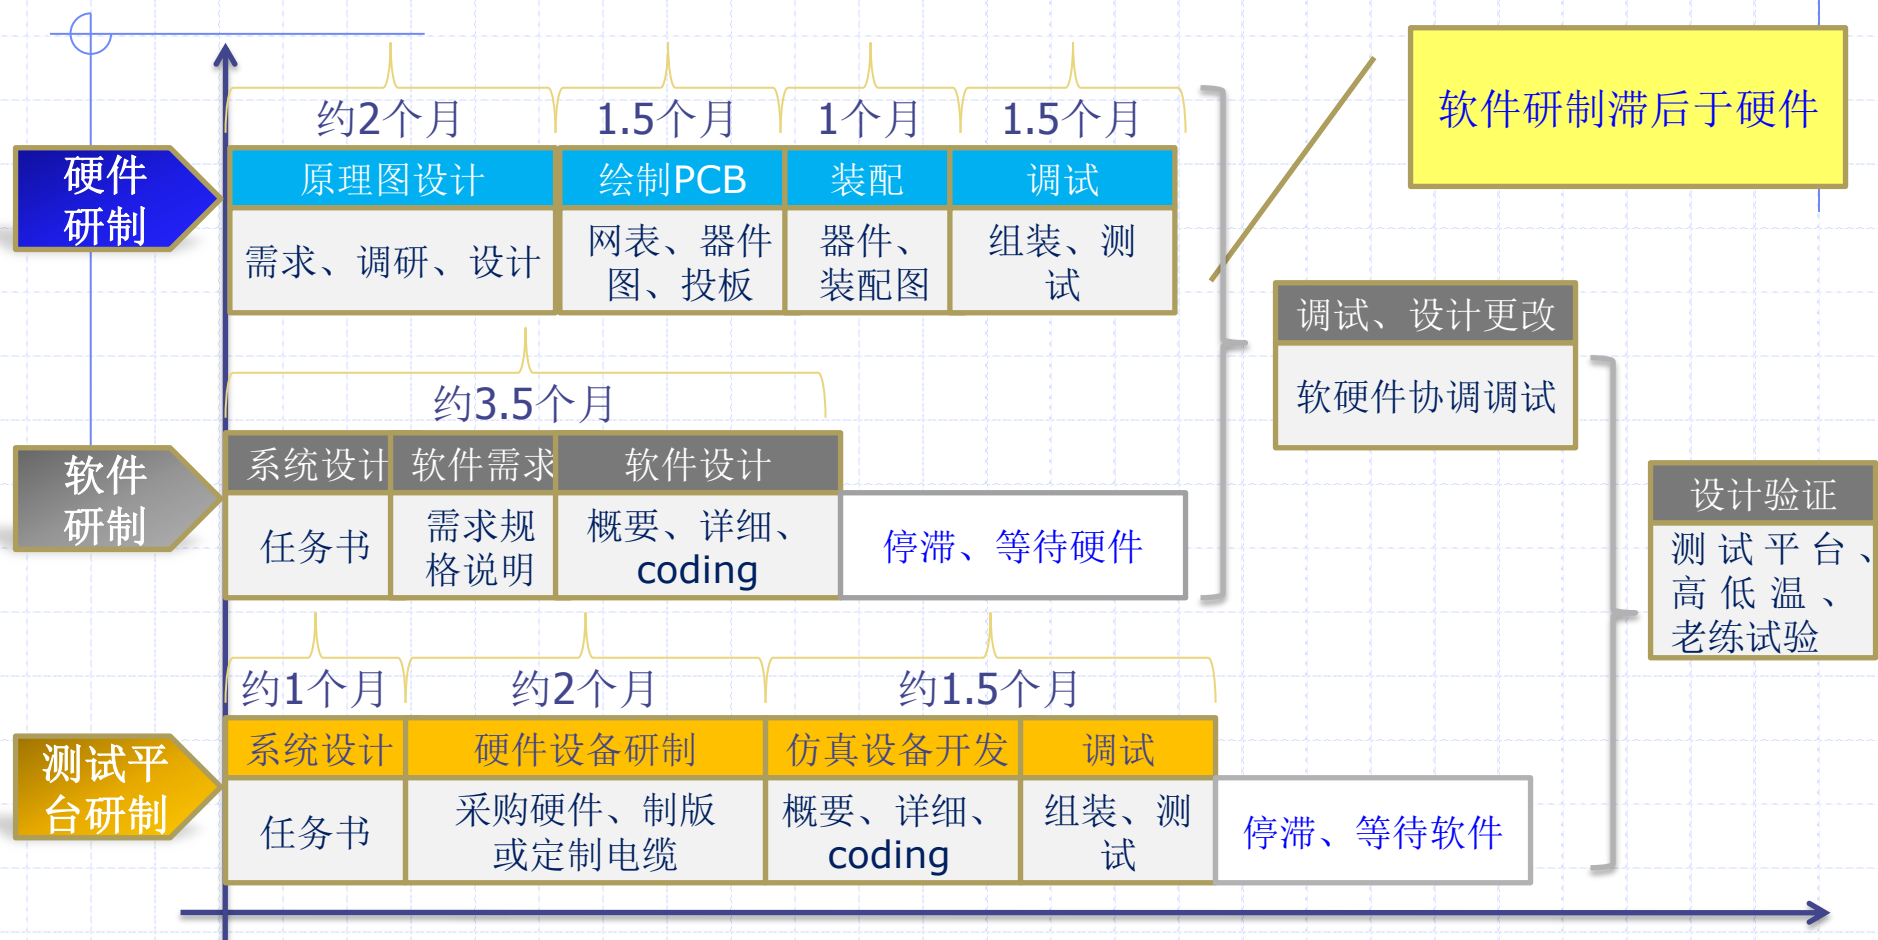 软件研制滞后于硬件
约2个月
1.5个月
1个月
1.5个月
硬件
研制
原理图设计
绘制PCB
装配
调试
需求、调研、设计
网表、器件
图、投板
器件、
装配图
组装、测
试
调试、设计更改
软硬件协调调试
约3.5个月
软件
研制
系统设计
软件需求
软件设计
任务书
需求规
格说明
概要、详细、
coding
停滞、等待硬件
设计验证
测试平台、
高低温、
老练试验
约1个月
约2个月
约1.5个月
测试平
台研制
系统设计
硬件设备研制
仿真设备开发
调试
任务书
采购硬件、制版
或定制电缆
概要、详细、
coding
组装、测
试
停滞、等待软件